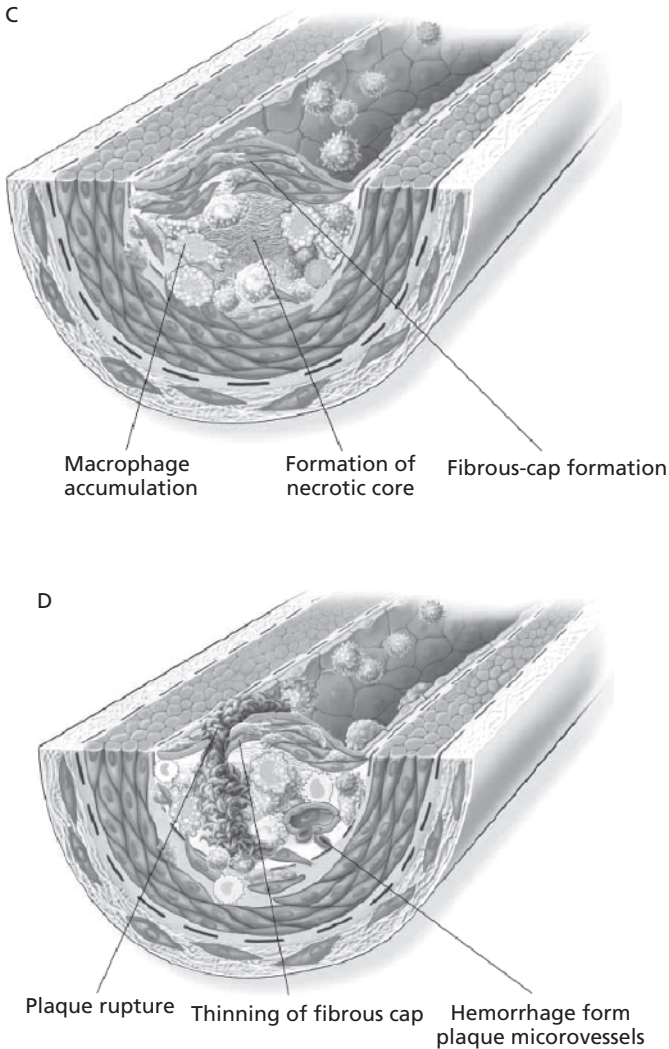 C
Macrophage
accumulation
Formation of
necrotic core
Fibrous-cap formation
D
Plaque rupture
Thinning of fibrous cap
Hemorrhage form
plaque micorovessels